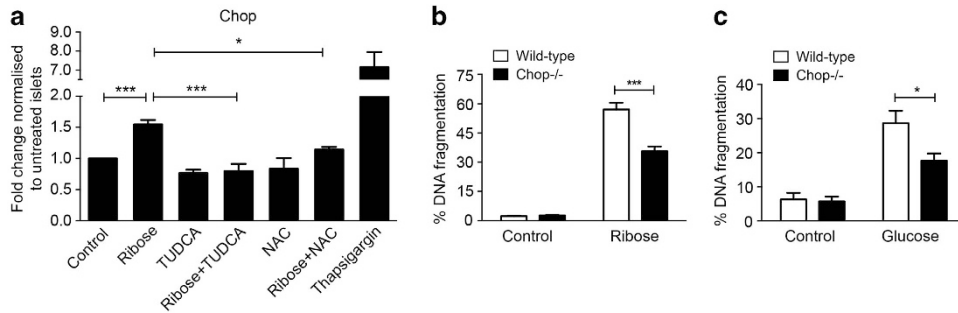 a
Chop
Fold change normalised
to untreated islets
8.0
7.0
6.0
2.0
1.5
1.0
0.5
0.0
***
***
*
Control
Ribose
TUDCA
Ribose+TUDCA
NAC
Ribose+NAC
Thapsigargin
b
Wild-type
Chop-/-
% DNA fragmentation
75
60
45
30
15
0
***
Control
Ribose
c
Wild-type
Chop-/-
% DNA fragmentation
40
30
20
10
0
*
Control
Glucose